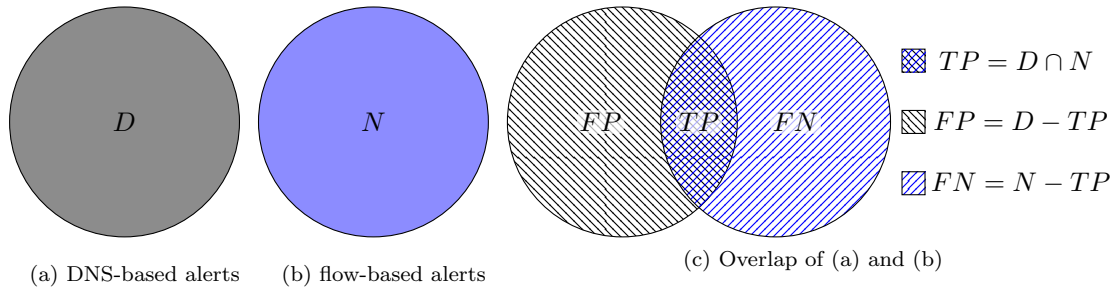 D
N
FP
TP
FN
TP = D ∩ N
FP = D − TP
FN = N − TP
(a) DNS-based alerts
(b) flow-based alerts
(c) Overlap of (a) and (b)